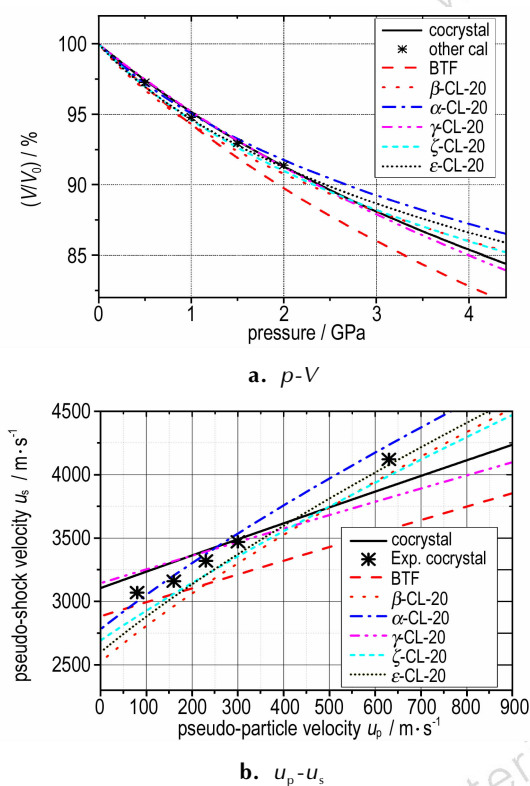 100
95
90
85
(V/V₀) / %
cocrystal
other cal
BTF
β-CL-20
α-CL-20
γ-CL-20
ζ-CL-20
ε-CL-20
0 1 2 3 4
pressure / GPa
a. p-V
4500
4000
3500
3000
2500
pseudo-shock velocity uₛ / m·s⁻¹
cocrystal
Exp. cocrystal
BTF
β-CL-20
α-CL-20
γ-CL-20
ζ-CL-20
ε-CL-20
0 100 200 300 400 500 600 700 800 900
pseudo-particle velocity uₚ / m·s⁻¹
b. uₚ-uₛ